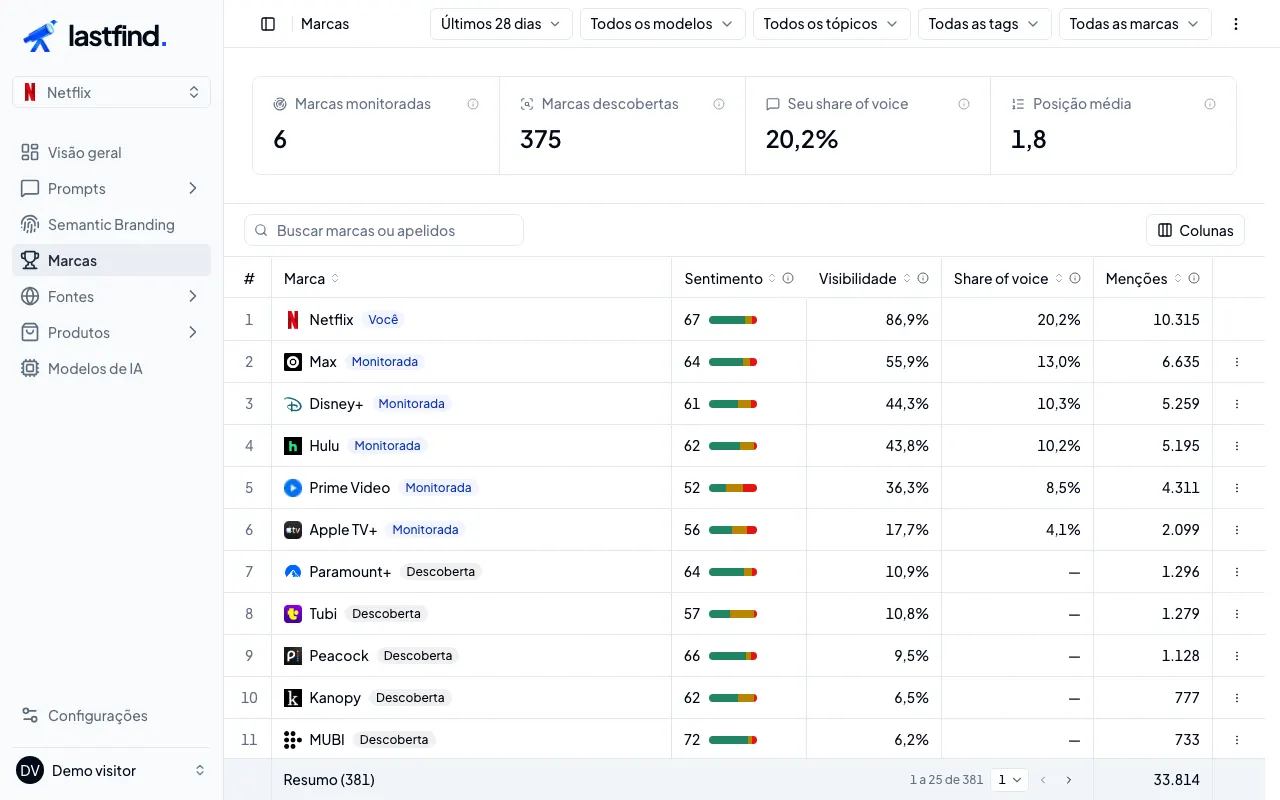 lastfind.
Netflix
Visão geral
Prompts
Semantic Branding
Marcas
Fontes
Produtos
Modelos de IA
Configurações
DV Demo visitor
Marcas
Últimos 28 dias
Todos os modelos
Todos os tópicos
Todas as tags
Todas as marcas
Marcas monitoradas
6
Marcas descobertas
375
Seu share of voice
20,2%
Posição média
1,8
Buscar marcas ou apelidos
Colunas
# Marca Sentimento Visibilidade Share of voice Menções
1 Netflix Você 67 86,9% 20,2% 10.315
2 Max Monitorada 64 55,9% 13,0% 6.635
3 Disney+ Monitorada 61 44,3% 10,3% 5.259
4 Hulu Monitorada 62 43,8% 10,2% 5.195
5 Prime Video Monitorada 52 36,3% 8,5% 4.311
6 Apple TV+ Monitorada 56 17,7% 4,1% 2.099
7 Paramount+ Descoberta 64 10,9% — 1.296
8 Tubi Descoberta 57 10,8% — 1.279
9 Peacock Descoberta 66 9,5% — 1.128
10 Kanopy Descoberta 62 6,5% — 777
11 MUBI Descoberta 72 6,2% — 733
Resumo (381) 1 a 25 de 381 1 33.814